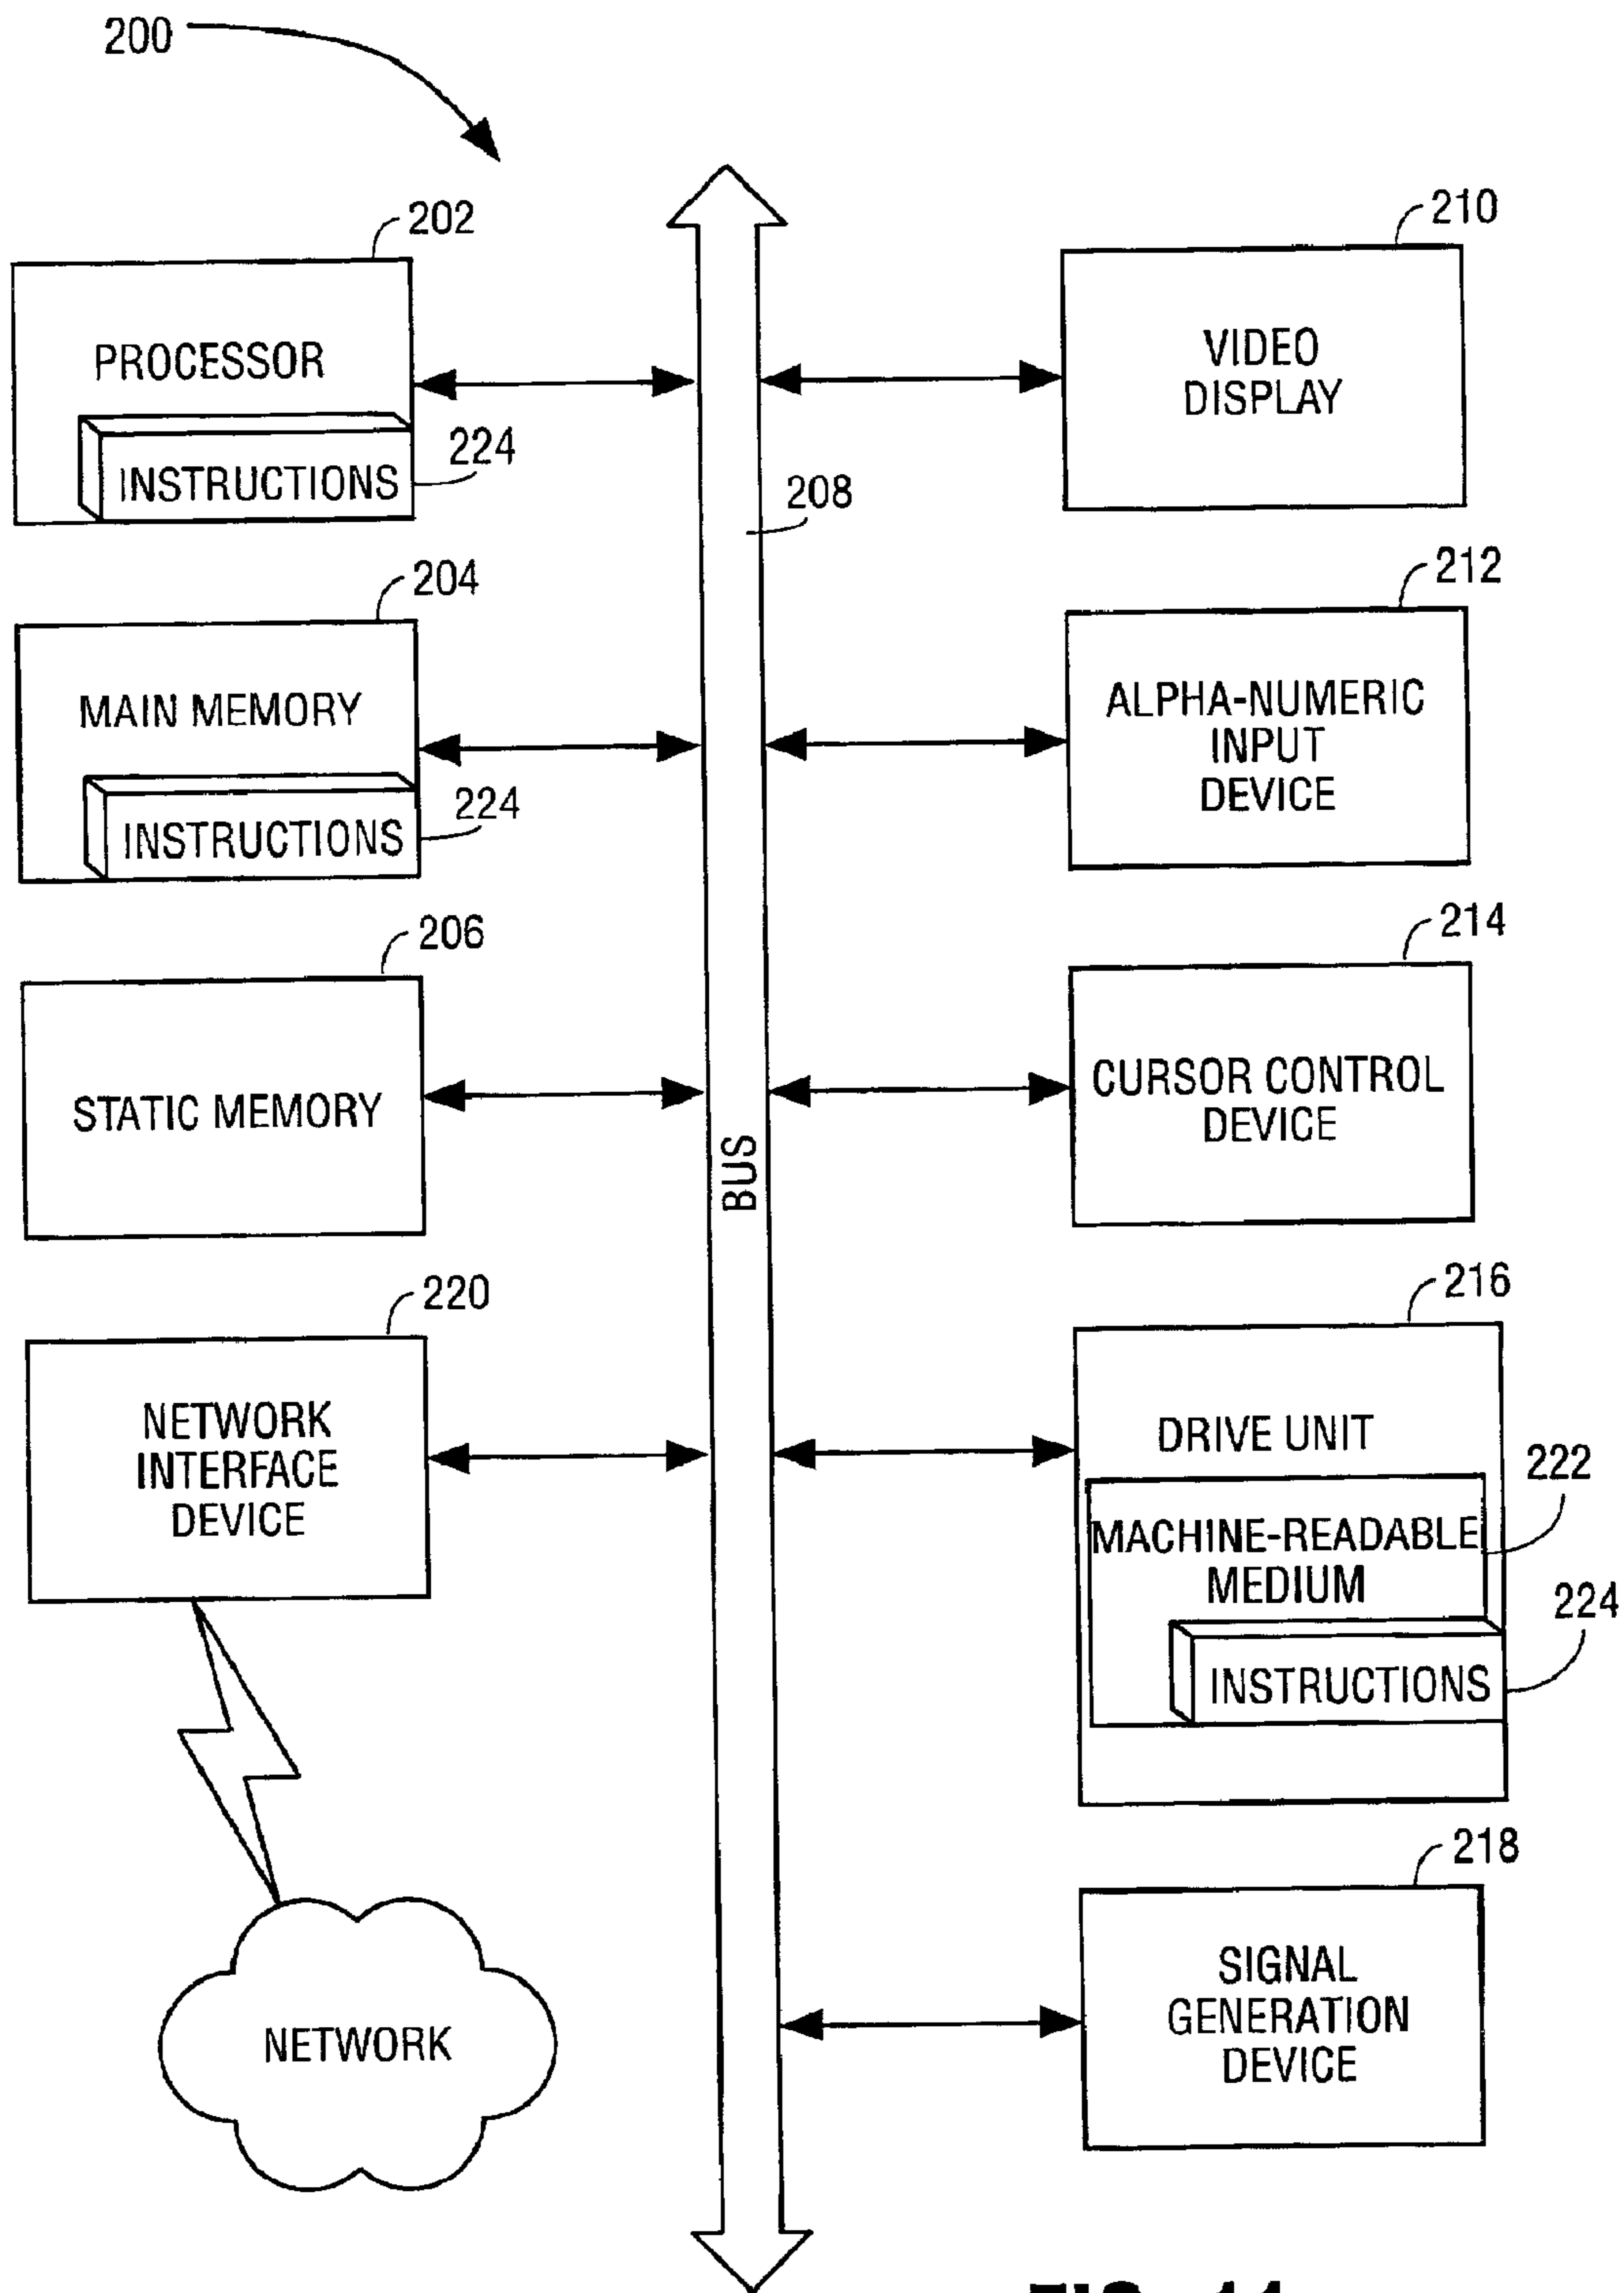 200
202
PROCESSOR
INSTRUCTIONS
224
204
MAIN MEMORY
INSTRUCTIONS
224
206
STATIC MEMORY
220
NETWORK
INTERFACE
DEVICE
NETWORK
208
BUS
210
VIDEO
DISPLAY
212
ALPHA-NUMERIC
INPUT
DEVICE
214
CURSOR CONTROL
DEVICE
216
DRIVE UNIT
222
MACHINE-READABLE
MEDIUM
224
INSTRUCTIONS
218
SIGNAL
GENERATION
DEVICE